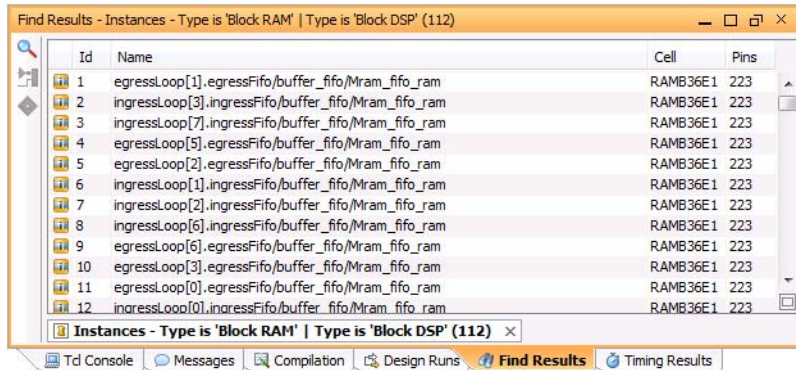 Find Results - Instances - Type is 'Block RAM' | Type is 'Block DSP' (112)
Id Name Cell Pins
1 egressLoop[1].egressFifo/buffer_fifo/Mram_fifo_ram RAMB36E1 223
2 ingressLoop[3].ingressFifo/buffer_fifo/Mram_fifo_ram RAMB36E1 223
3 ingressLoop[7].ingressFifo/buffer_fifo/Mram_fifo_ram RAMB36E1 223
4 egressLoop[5].egressFifo/buffer_fifo/Mram_fifo_ram RAMB36E1 223
5 egressLoop[2].egressFifo/buffer_fifo/Mram_fifo_ram RAMB36E1 223
6 ingressLoop[1].ingressFifo/buffer_fifo/Mram_fifo_ram RAMB36E1 223
7 ingressLoop[2].ingressFifo/buffer_fifo/Mram_fifo_ram RAMB36E1 223
8 ingressLoop[6].ingressFifo/buffer_fifo/Mram_fifo_ram RAMB36E1 223
9 egressLoop[6].egressFifo/buffer_fifo/Mram_fifo_ram RAMB36E1 223
10 egressLoop[3].egressFifo/buffer_fifo/Mram_fifo_ram RAMB36E1 223
11 egressLoop[0].egressFifo/buffer_fifo/Mram_fifo_ram RAMB36E1 223
12 ingressLoop[0].ingressFifo/buffer_fifo/Mram_fifo_ram RAMB36E1 223
Instances - Type is 'Block RAM' | Type is 'Block DSP' (112)
Tcl Console Messages Compilation Design Runs Find Results Timing Results